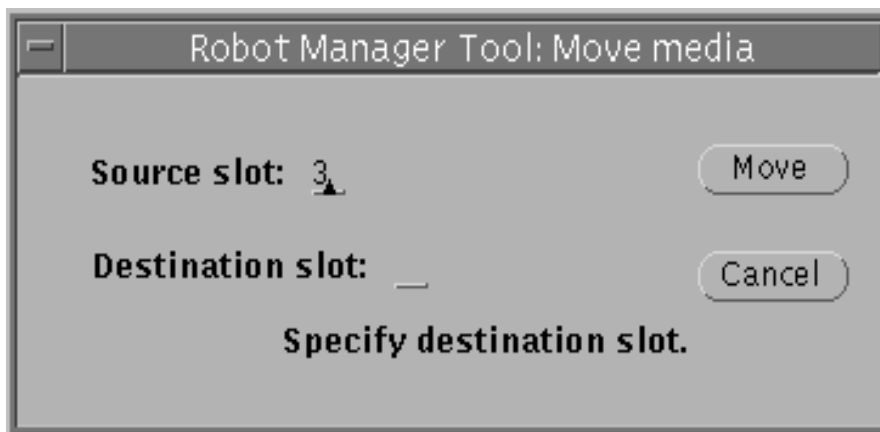 Robot Manager Tool: Move media
Source slot: 3
Move
Destination slot:
Cancel
Specify destination slot.